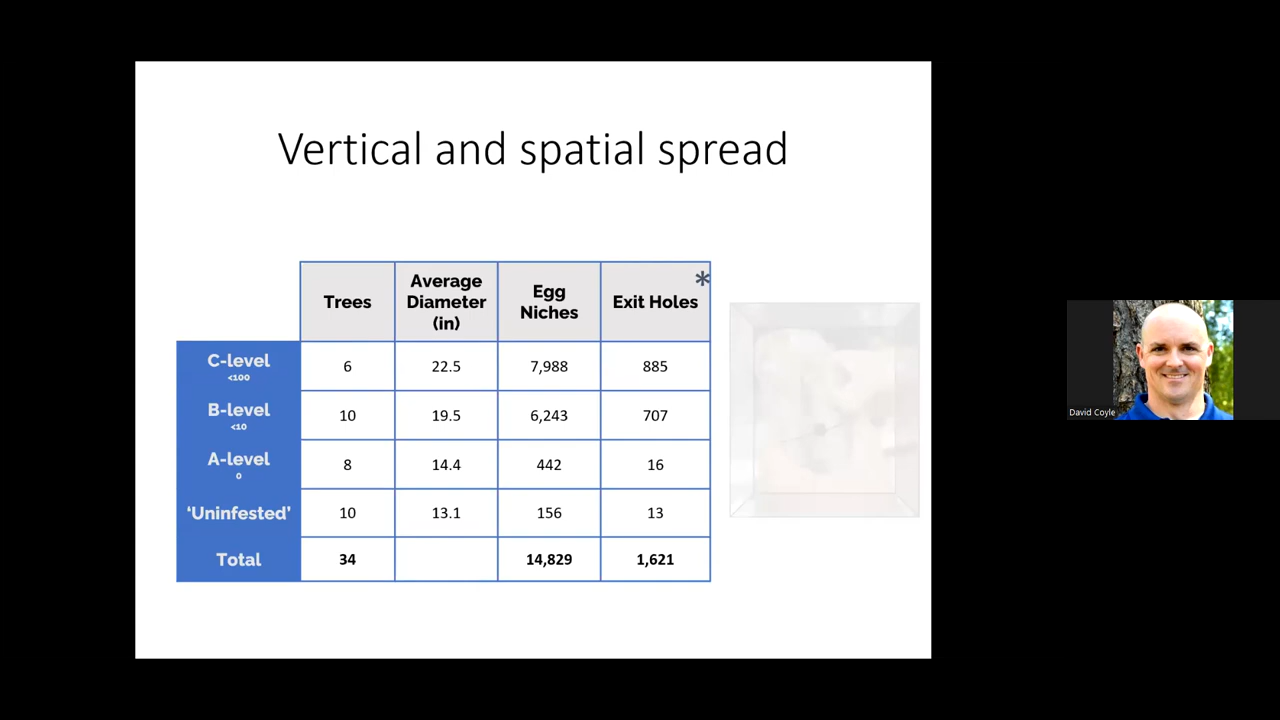 Vertical and spatial spread
Trees
Average
Diameter
(in)
Egg
Niches
Exit Holes
*
C-level
<100
6
22.5
7,988
885
B-level
<10
10
19.5
6,243
707
A-level
0
8
14.4
442
16
‘Uninfested’
10
13.1
156
13
Total
34
14,829
1,621
David Coyle